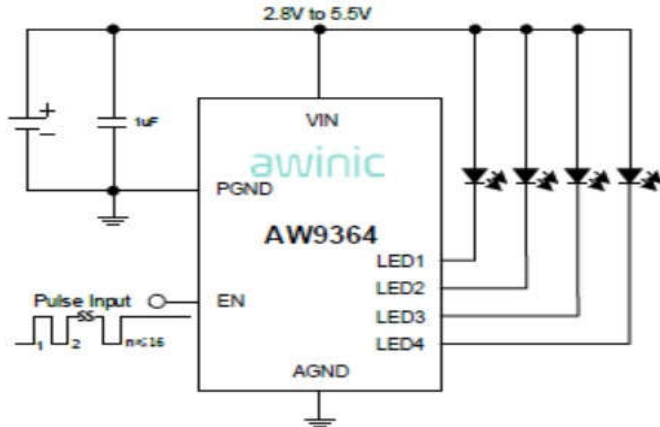 2.8V to 5.5V
+
VIN
1uF
−
awinic
PGND
AW9364
LED1
LED2
Pulse Input
EN
LED3
1
2
n≤16
LED4
AGND